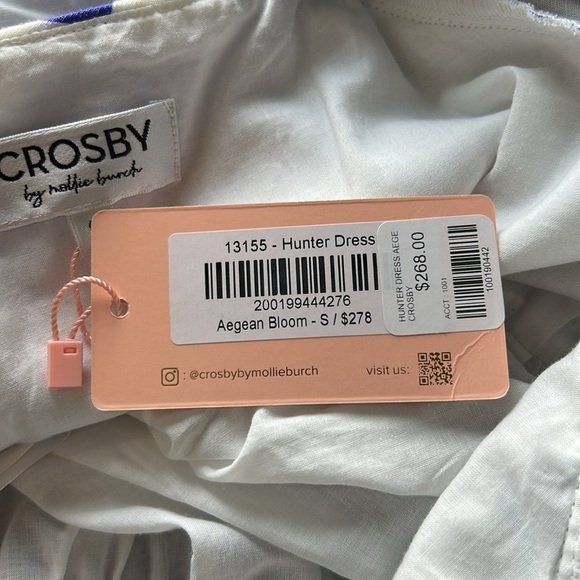 CROSBY
by mollie burch
13155 - Hunter Dress
200199444276
Aegean Bloom - S / $278
HUNTER DRESS AEGE
CROSBY
$268.00
ACCT 1001
100190442
: @crosbybymollieburch
visit us: